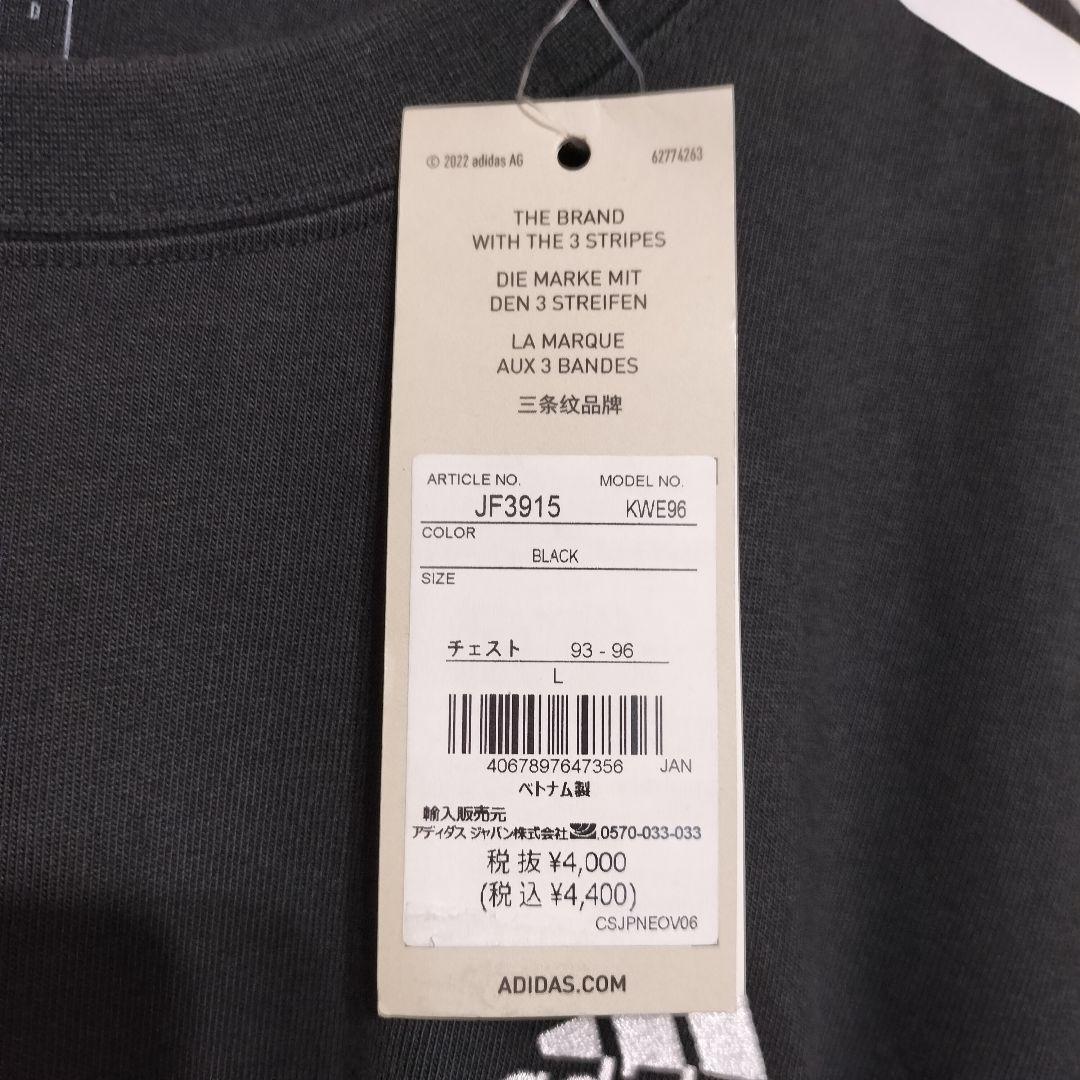 © 2022 adidas AG 62774263
THE BRAND
WITH THE 3 STRIPES
DIE MARKE MIT
DEN 3 STREIFEN
LA MARQUE
AUX 3 BANDES
三条纹品牌
ARTICLE NO. MODEL NO.
JF3915 KWE96
COLOR
BLACK
SIZE
チェスト 93 - 96
L
4067897647356 JAN
ベトナム製
輸入販売元
アディダス ジャパン株式会社 0570-033-033
税 抜 ¥4,000
(税 込 ¥4,400)
CSJPNEOV06
ADIDAS.COM